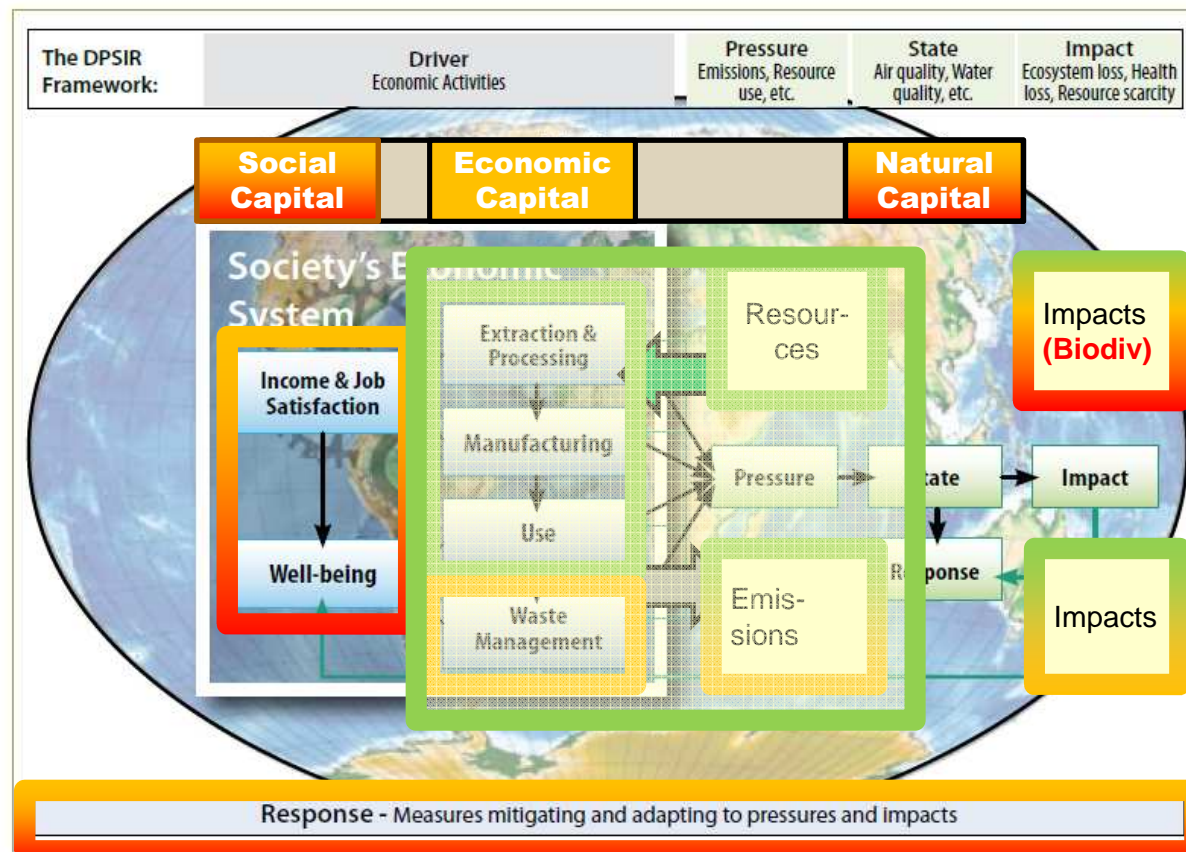 The DPSIR
Framework:
Driver
Economic Activities
Pressure
Emissions, Resource
use, etc.
State
Air quality, Water
quality, etc.
Impact
Ecosystem loss, Health
loss, Resource scarcity
Social
Capital
Economic
Capital
Natural
Capital
Society's
System
Income & Job
Satisfaction
Well-being
Extraction &
Processing
Manufacturing
Use
Waste
Management
Resour-
ces
Pressure
Emis-
sions
tate
Impact
Re ponse
Impacts
(Biodiv)
Impacts
Response - Measures mitigating and adapting to pressures and impacts